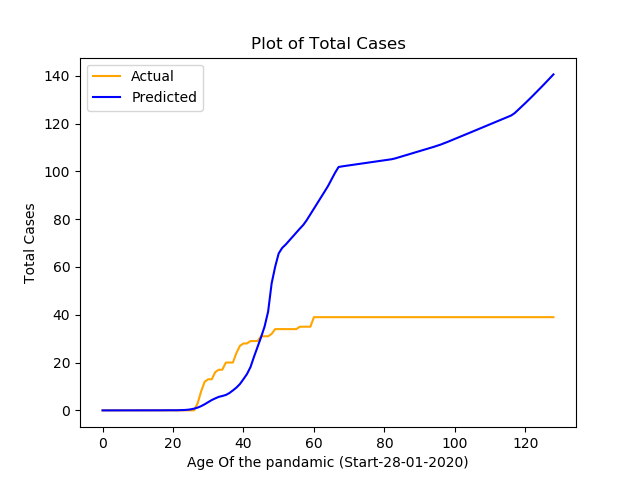 Plot of Total Cases
Actual
Predicted
140
120
100
80
60
40
20
0
Total Cases
0 20 40 60 80 100 120
Age Of the pandamic (Start-28-01-2020)